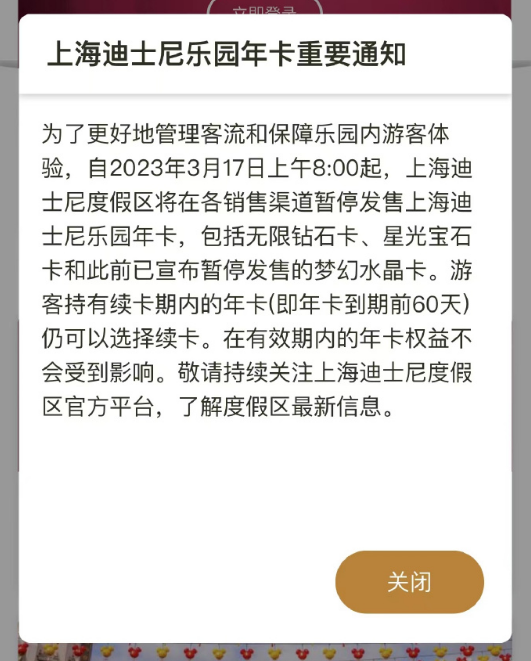 立即登录
上海迪士尼乐园年卡重要通知
为了更好地管理客流和保障乐园内游客体
验，自2023年3月17日上午8:00起，上海迪
士尼度假区将在各销售渠道暂停发售上海迪
士尼乐园年卡，包括无限钻石卡、星光宝石
卡和此前已宣布暂停发售的梦幻水晶卡。游
客持有续卡期内的年卡(即年卡到期前60天)
仍可以选择续卡。在有效期内的年卡权益不
会受到影响。敬请持续关注上海迪士尼度假
区官方平台，了解度假区最新信息。
关闭